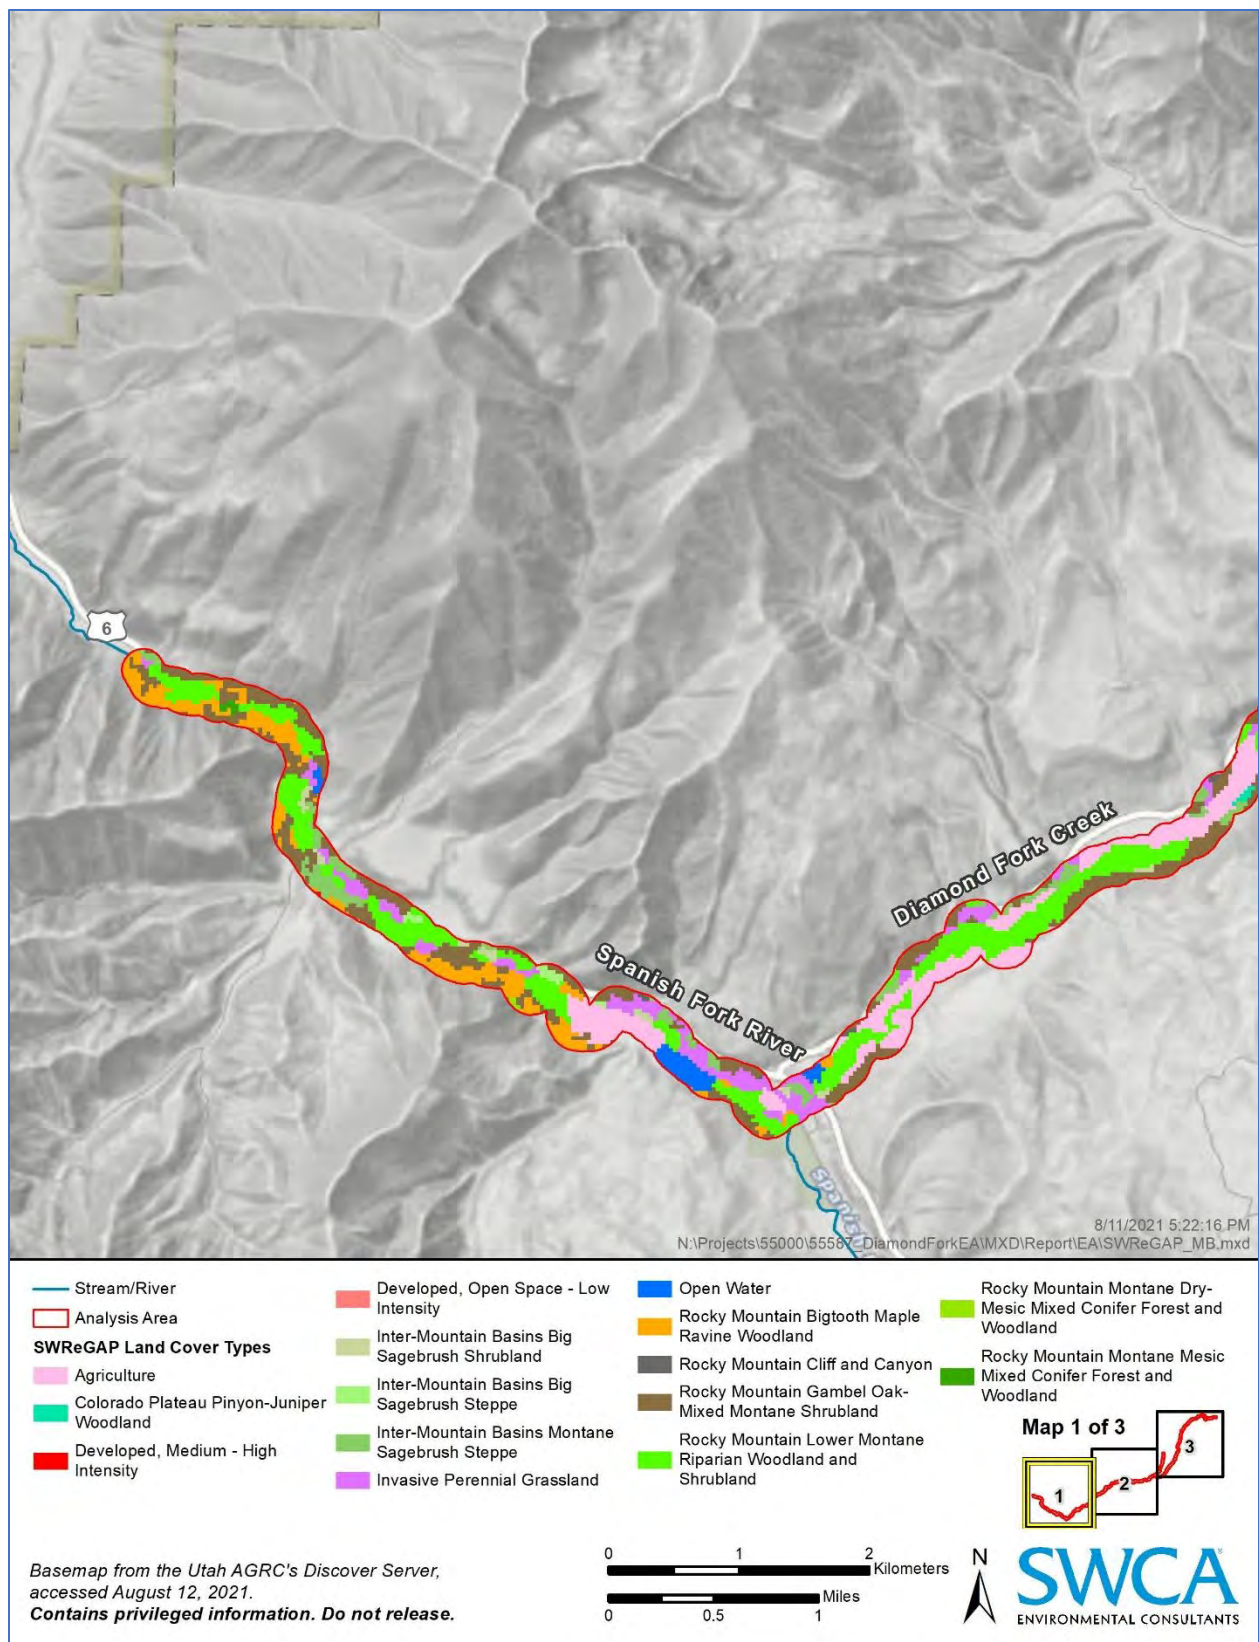 6
Diamond Fork Creek
Spanish Fork River
Spanish
8/11/2021 5:22:16 PM
N:\Projects\55000\55587_DiamondForkEA\MXD\Report\EA\SWReGAP_MB.mxd
Stream/River
Analysis Area
SWReGAP Land Cover Types
Agriculture
Colorado Plateau Pinyon-Juniper
Woodland
Developed, Medium - High
Intensity
Developed, Open Space - Low
Intensity
Inter-Mountain Basins Big
Sagebrush Shrubland
Inter-Mountain Basins Big
Sagebrush Steppe
Inter-Mountain Basins Montane
Sagebrush Steppe
Invasive Perennial Grassland
Open Water
Rocky Mountain Bigtooth Maple
Ravine Woodland
Rocky Mountain Cliff and Canyon
Rocky Mountain Gambel Oak-
Mixed Montane Shrubland
Rocky Mountain Lower Montane
Riparian Woodland and
Shrubland
Rocky Mountain Montane Dry-
Mesic Mixed Conifer Forest and
Woodland
Rocky Mountain Montane Mesic
Mixed Conifer Forest and
Woodland
Map 1 of 3
3
2
1
Basemap from the Utah AGRC's Discover Server,
accessed August 12, 2021.
Contains privileged information. Do not release.
0 1 2
Kilometers
Miles
0 0.5 1
N
SWCA
ENVIRONMENTAL CONSULTANTS